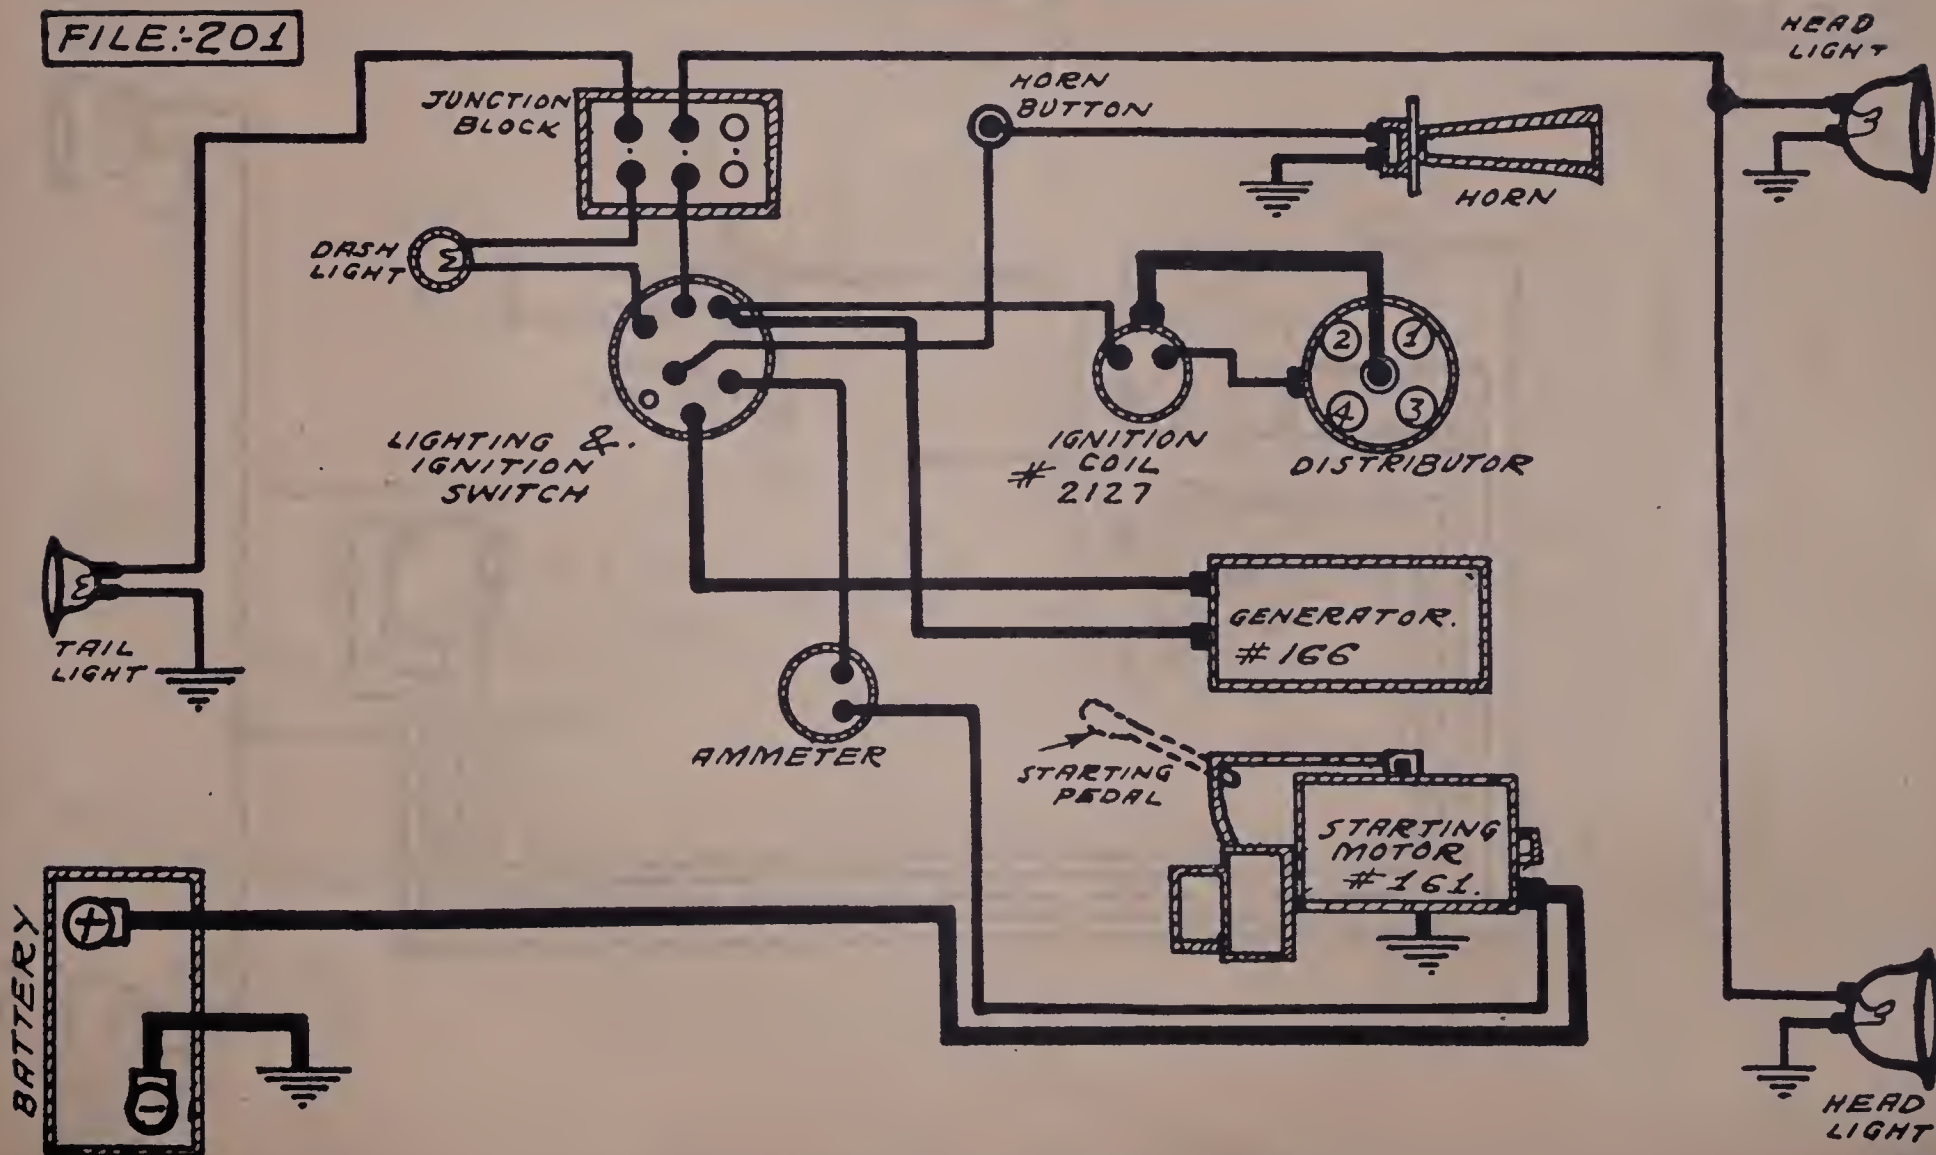 FILE:-201
HEAD
LIGHT
JUNCTION
BLOCK
HORN
BUTTON
HORN
DASH
LIGHT
2
1
4
3
LIGHTING &.
IGNITION
SWITCH
IGNITION
COIL
# 2127
DISTRIBUTOR
GENERATOR.
# 166
TAIL
LIGHT
AMMETER
STARTING
PEDAL
STARTING
MOTOR
# 161.
BATTERY
+
-
HEAD
LIGHT